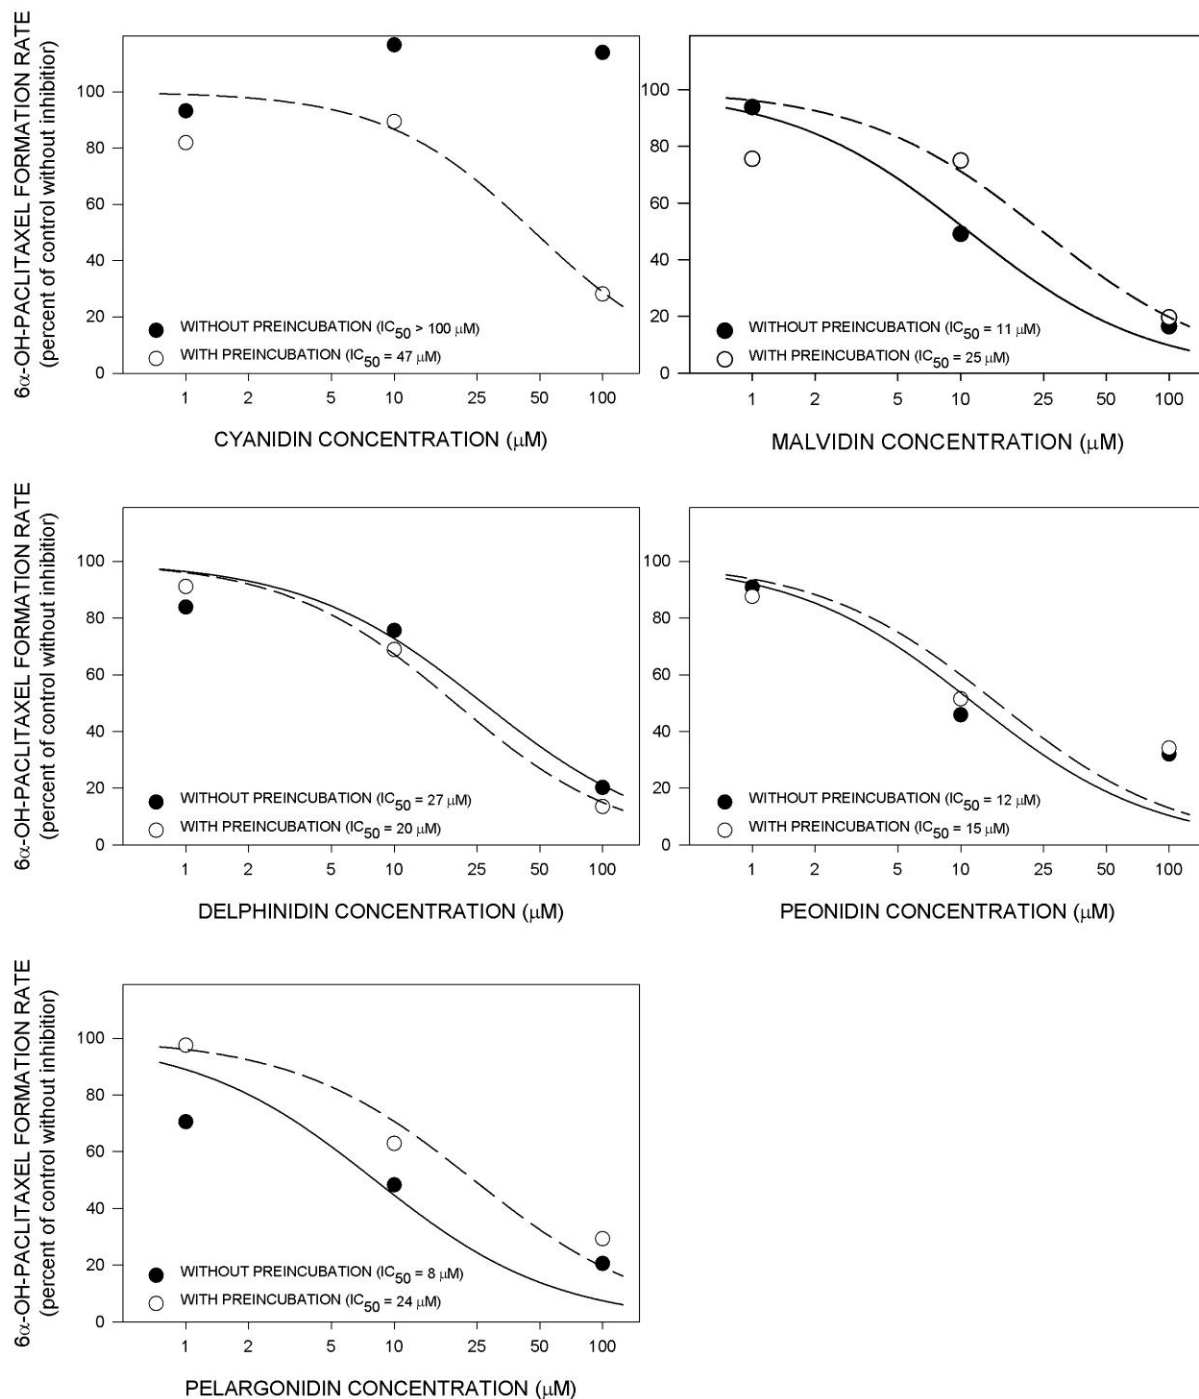 6α-OH-PACLITAXEL FORMATION RATE
(percent of control without inhibitior)
100
80
60
40
20
0
WITHOUT PREINCUBATION (IC50 > 100 μM)
WITH PREINCUBATION (IC50 = 47 μM)
1 2 5 10 25 50 100
CYANIDIN CONCENTRATION (μM)
100
80
60
40
20
0
WITHOUT PREINCUBATION (IC50 = 11 μM)
WITH PREINCUBATION (IC50 = 25 μM)
1 2 5 10 25 50 100
MALVIDIN CONCENTRATION (μM)
6α-OH-PACLITAXEL FORMATION RATE
(percent of control without inhibitior)
100
80
60
40
20
0
WITHOUT PREINCUBATION (IC50 = 27 μM)
WITH PREINCUBATION (IC50 = 20 μM)
1 2 5 10 25 50 100
DELPHINIDIN CONCENTRATION (μM)
100
80
60
40
20
0
WITHOUT PREINCUBATION (IC50 = 12 μM)
WITH PREINCUBATION (IC50 = 15 μM)
1 2 5 10 25 50 100
PEONIDIN CONCENTRATION (μM)
6α-OH-PACLITAXEL FORMATION RATE
(percent of control without inhibitior)
100
80
60
40
20
0
WITHOUT PREINCUBATION (IC50 = 8 μM)
WITH PREINCUBATION (IC50 = 24 μM)
1 2 5 10 25 50 100
PELARGONIDIN CONCENTRATION (μM)